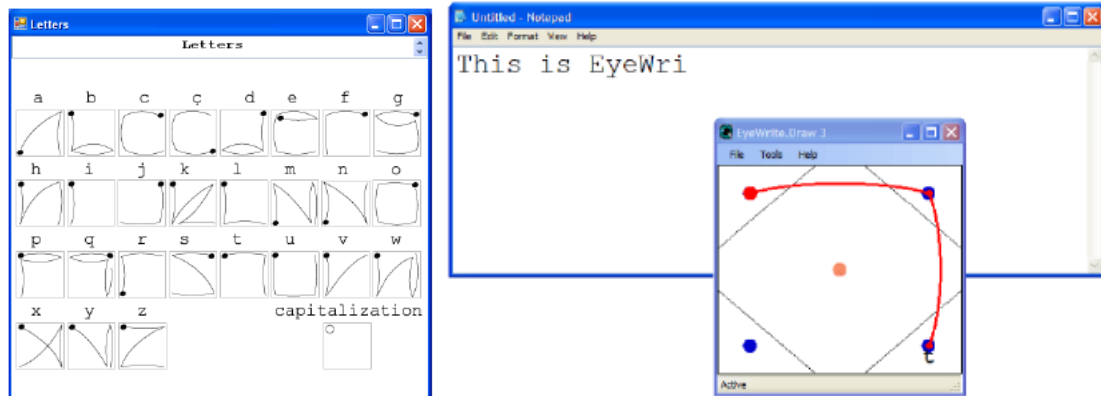 Letters
Letters
a b c ç d e f g
h i j k l m n o
p q r s t u v w
x y z capitalization
Untitled - Notepad
File Edit Format View Help
This is EyeWri
EyeWrite.Draw 3
File Tools Help
t
Active